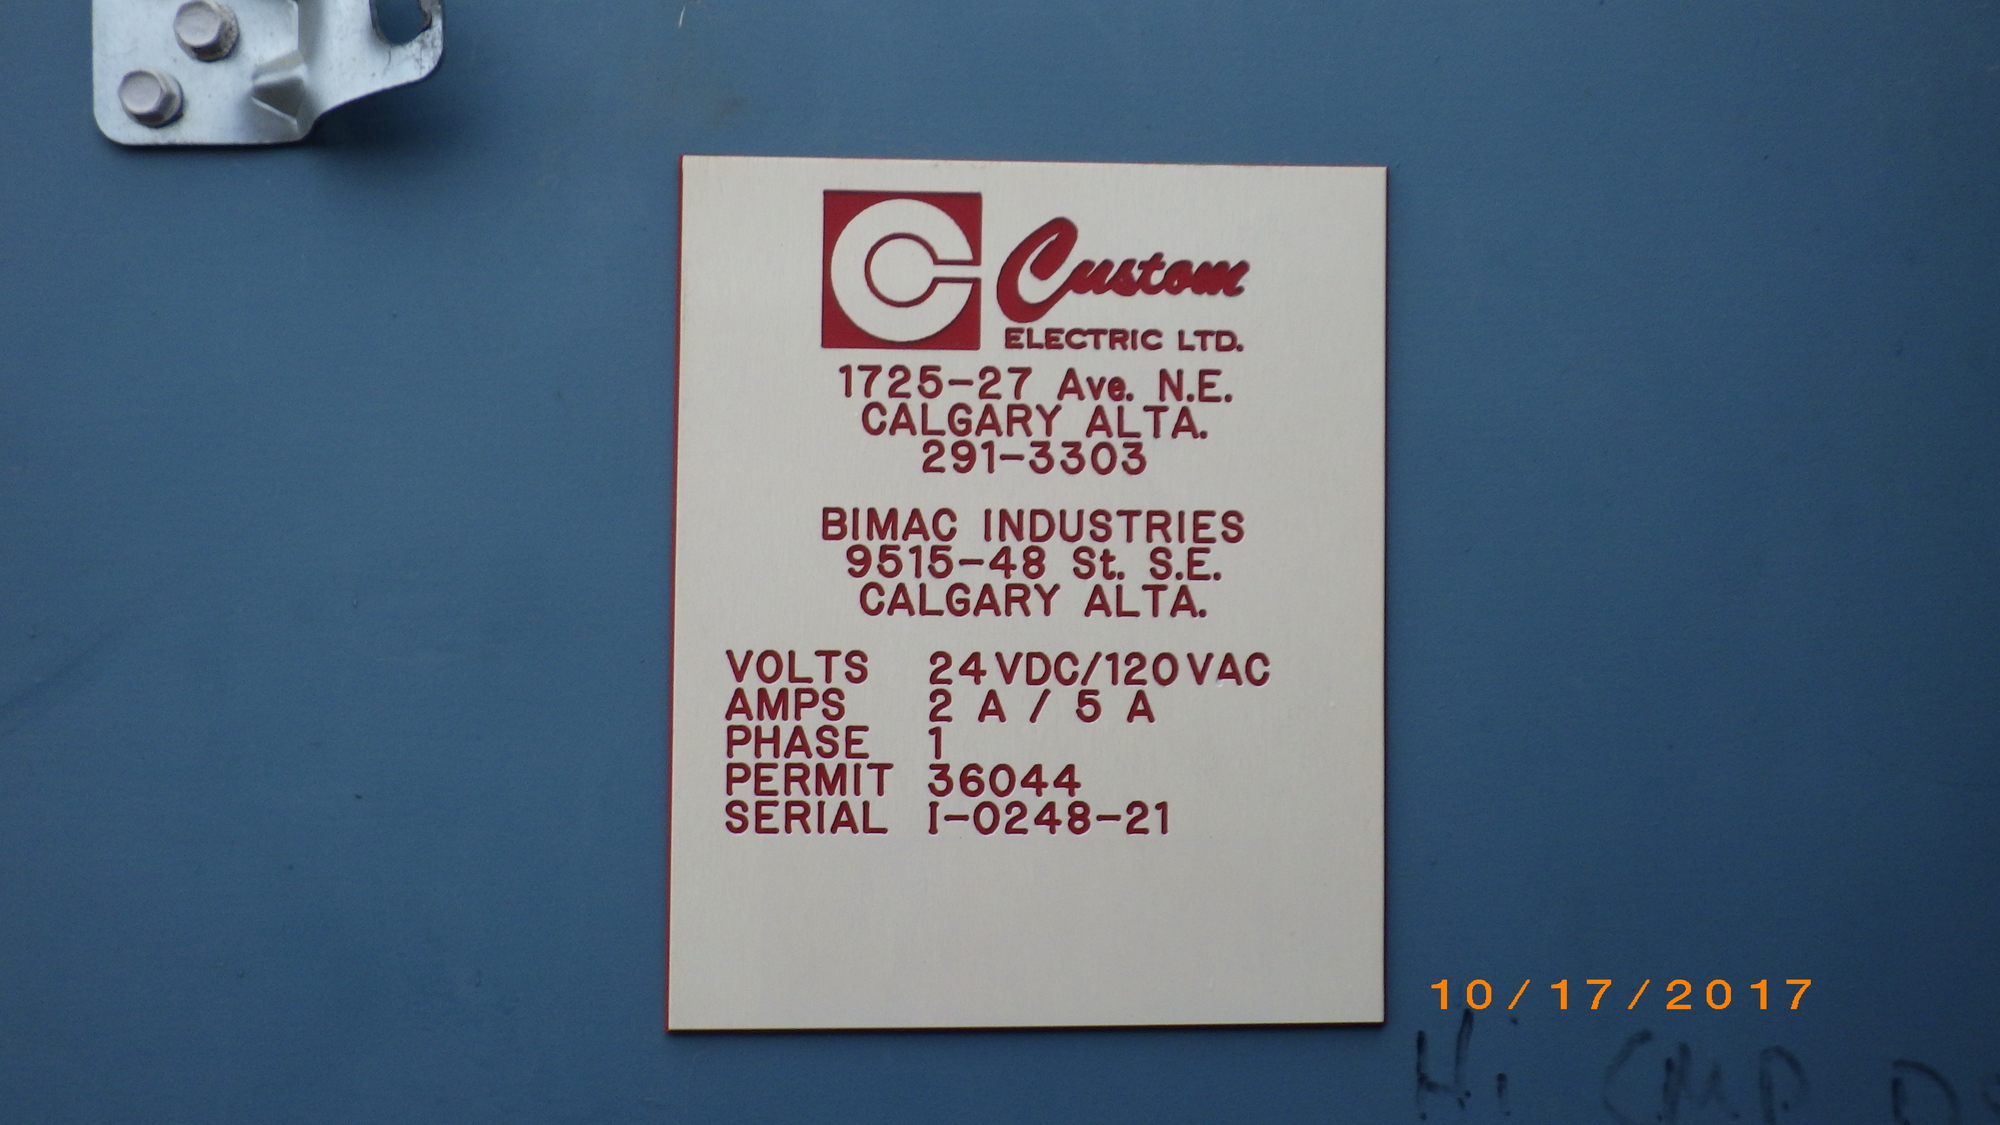 Custom
ELECTRIC LTD.
1725-27 Ave. N.E.
CALGARY ALTA.
291-3303
BIMAC INDUSTRIES
9515-48 St. S.E.
CALGARY ALTA.
VOLTS 24VDC/120VAC
AMPS 2 A / 5 A
PHASE 1
PERMIT 36044
SERIAL I-0248-21
10/17/2017
Hi